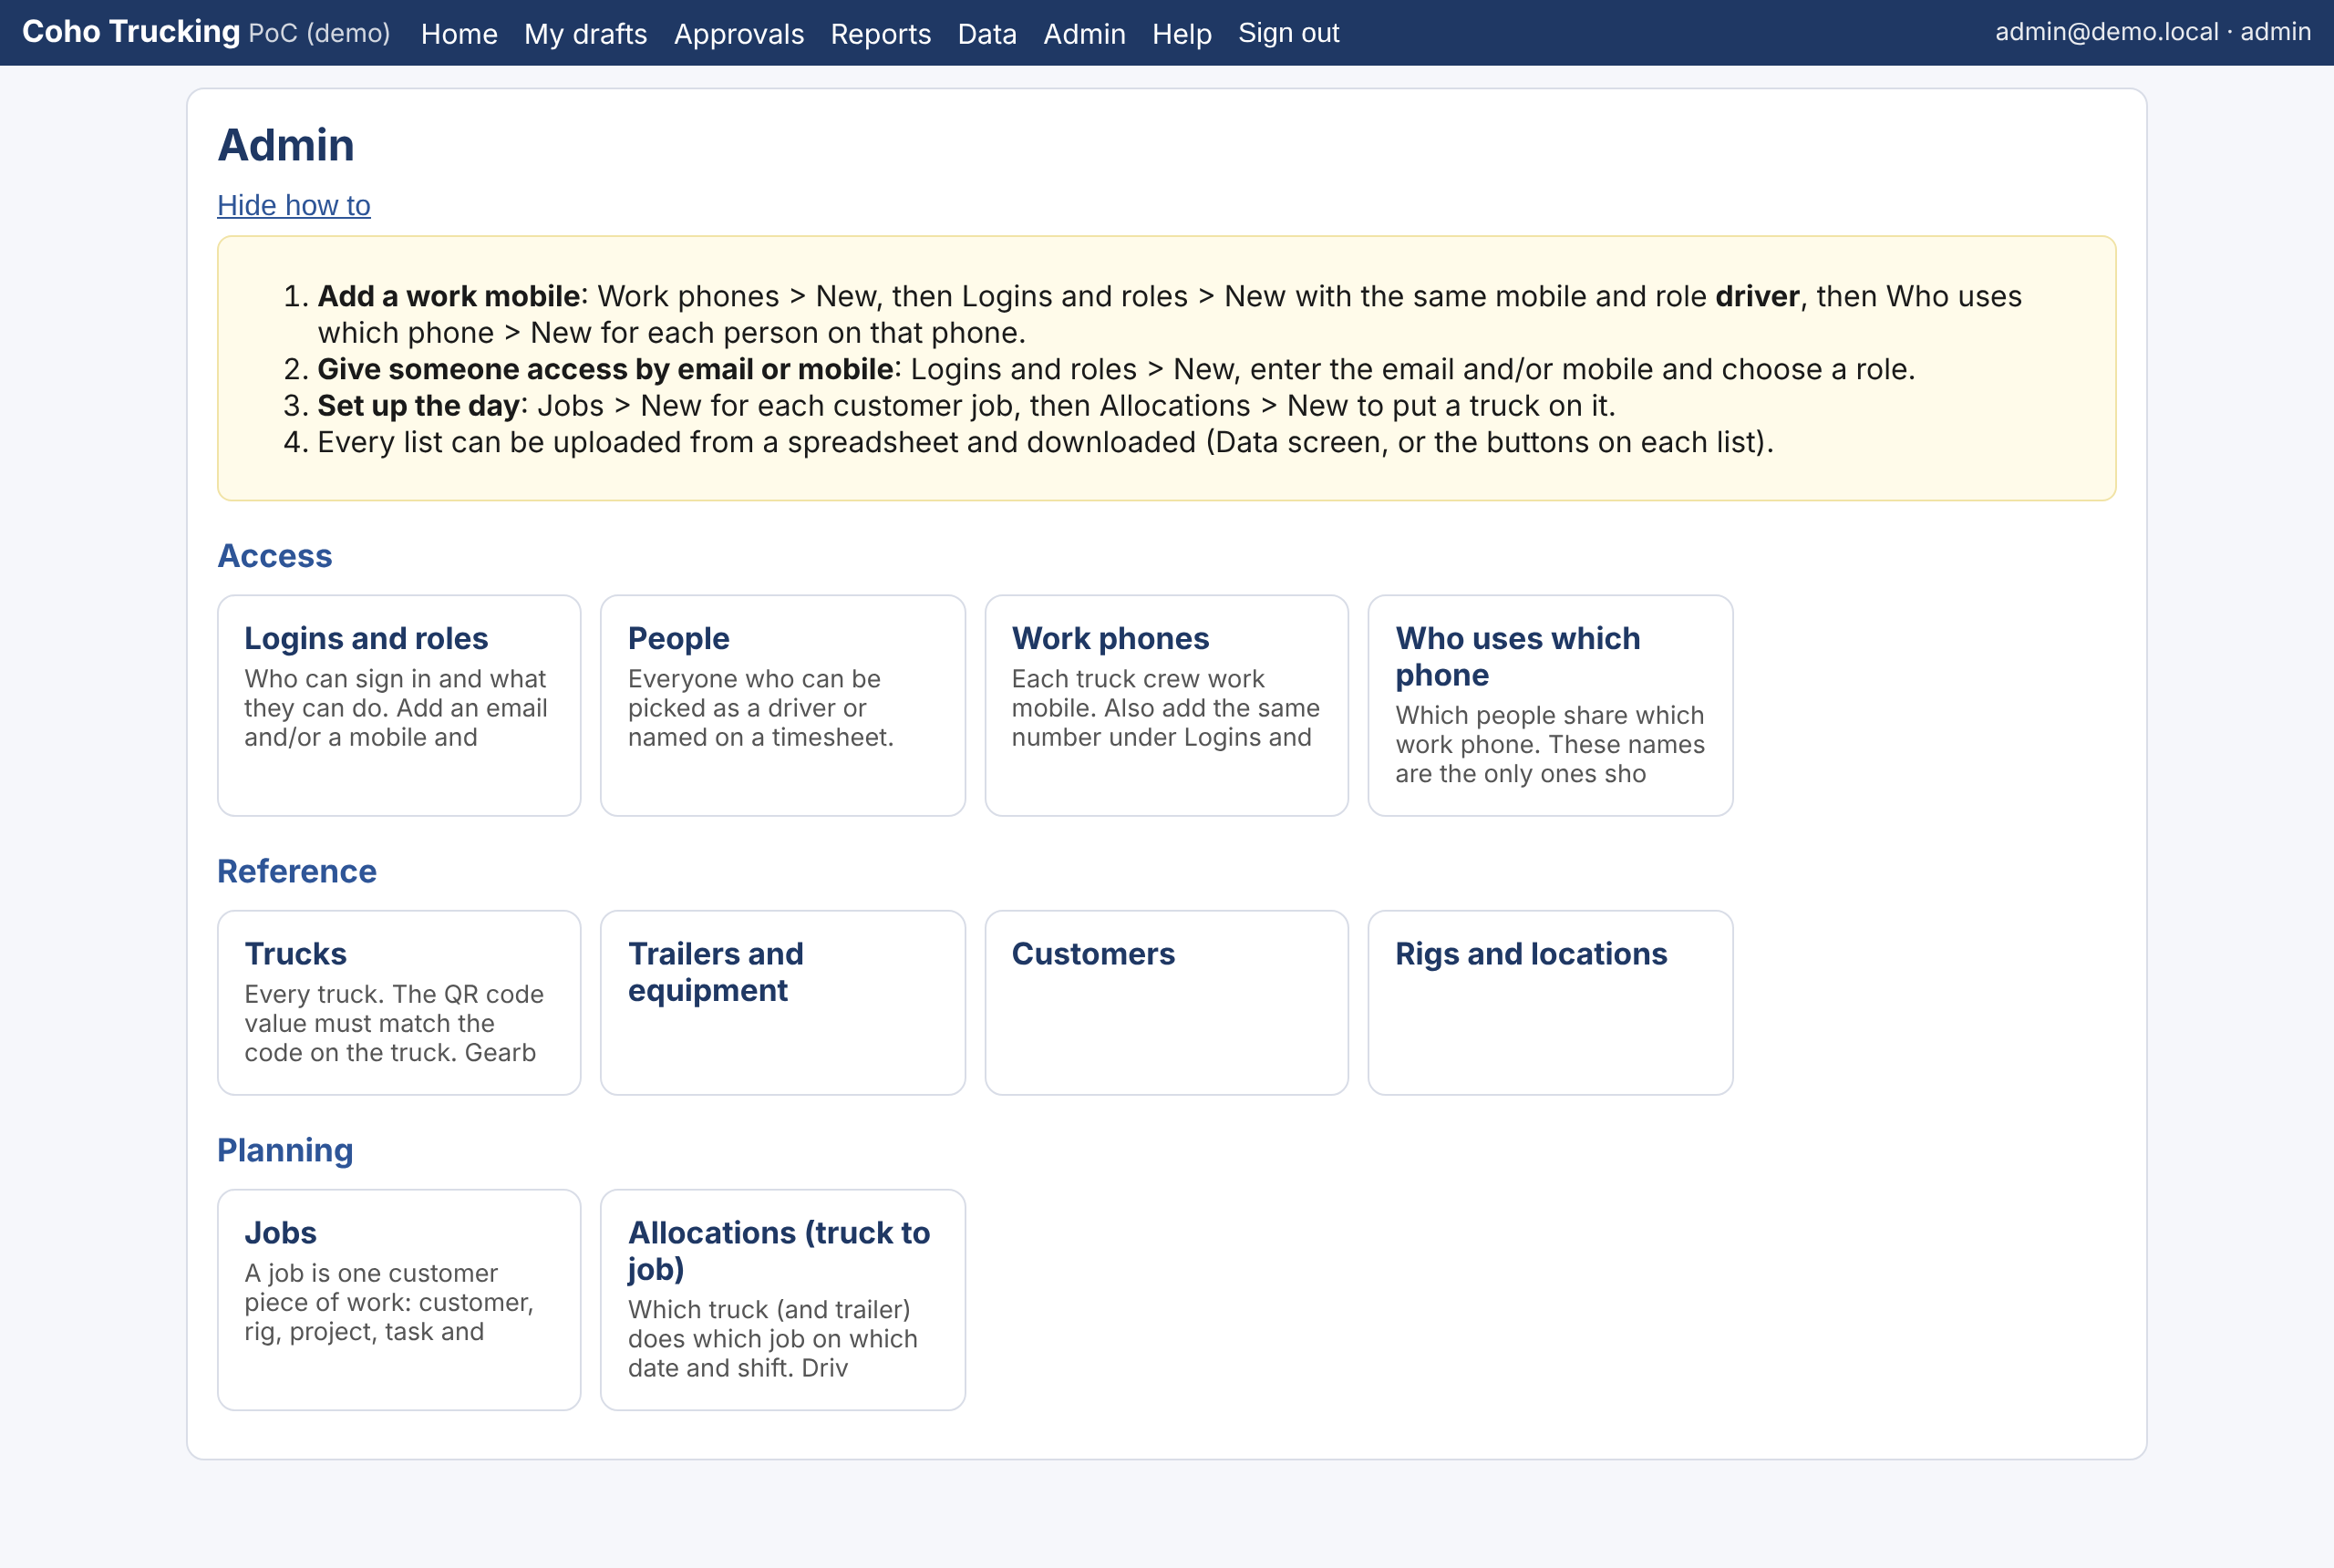 Coho Trucking PoC (demo) Home My drafts Approvals Reports Data Admin Help Sign out admin@demo.local · admin
Admin
Hide how to
1. Add a work mobile: Work phones > New, then Logins and roles > New with the same mobile and role driver, then Who uses
which phone > New for each person on that phone.
2. Give someone access by email or mobile: Logins and roles > New, enter the email and/or mobile and choose a role.
3. Set up the day: Jobs > New for each customer job, then Allocations > New to put a truck on it.
4. Every list can be uploaded from a spreadsheet and downloaded (Data screen, or the buttons on each list).
Access
Logins and roles
Who can sign in and what
they can do. Add an email
and/or a mobile and
People
Everyone who can be
picked as a driver or
named on a timesheet.
Work phones
Each truck crew work
mobile. Also add the same
number under Logins and
Who uses which
phone
Which people share which
work phone. These names
are the only ones sho
Reference
Trucks
Every truck. The QR code
value must match the
code on the truck. Gearb
Trailers and
equipment
Customers
Rigs and locations
Planning
Jobs
A job is one customer
piece of work: customer,
rig, project, task and
Allocations (truck to
job)
Which truck (and trailer)
does which job on which
date and shift. Driv